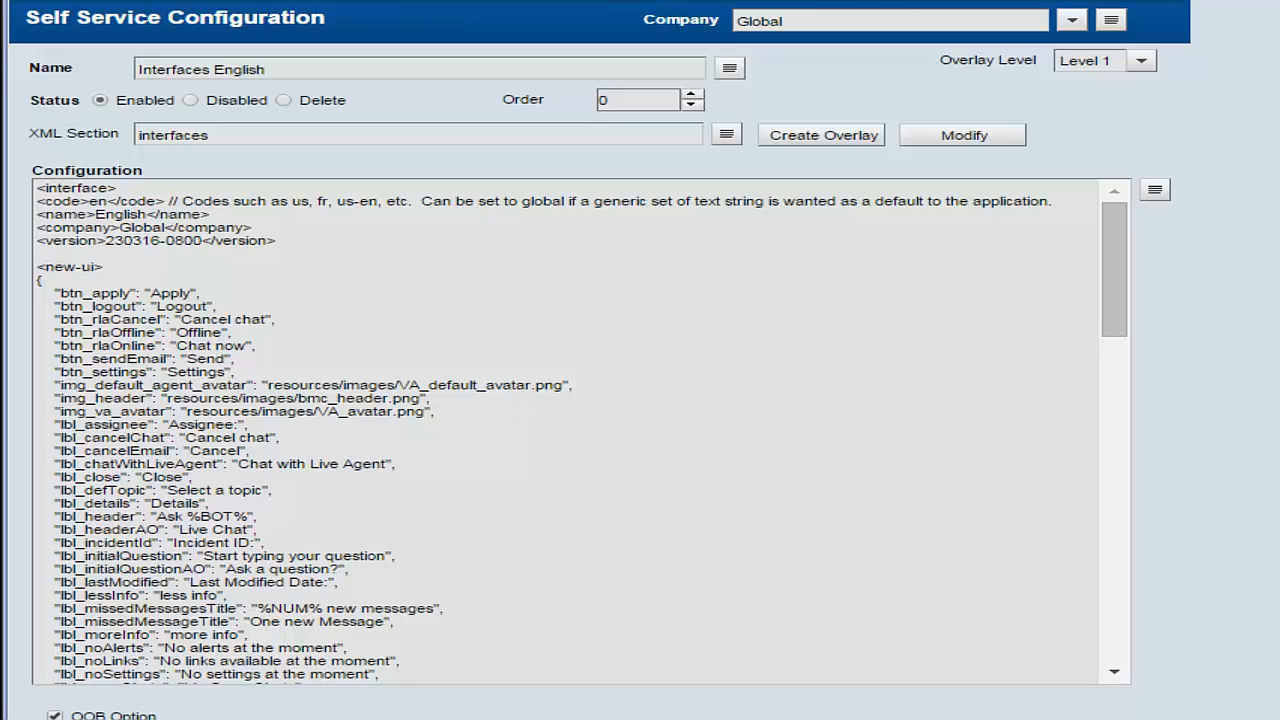 Self Service Configuration
Company Global
Name Interfaces English
Overlay Level Level 1
Status Enabled Disabled Delete Order 0
XML Section interfaces Create Overlay Modify
Configuration
<interface>
<code>en</code> // Codes such as us, fr, us-en, etc.  Can be set to global if a generic set of text string is wanted as a default to the application.
<name>English</name>
<company>Global</company>
<version>230316-0800</version>
<new-ui>
{
"btn_apply": "Apply",
"btn_logout": "Logout",
"btn_rlaCancel": "Cancel chat",
"btn_rlaOffline": "Offline",
"btn_rlaOnline": "Chat now",
"btn_sendEmail": "Send",
"btn_settings": "Settings",
"img_default_agent_avatar": "resources/images/VA_default_avatar.png",
"img_header": "resources/images/bmc_header.png",
"img_va_avatar": "resources/images/VA_avatar.png",
"lbl_assignee": "Assignee:",
"lbl_cancelChat": "Cancel chat",
"lbl_cancelEmail": "Cancel",
"lbl_chatWithLiveAgent": "Chat with Live Agent",
"lbl_close": "Close",
"lbl_defTopic": "Select a topic",
"lbl_details": "Details",
"lbl_header": "Ask %BOT%",
"lbl_headerAO": "Live Chat",
"lbl_incidentId": "Incident ID:",
"lbl_initialQuestion": "Start typing your question",
"lbl_initialQuestionAO": "Ask a question?",
"lbl_lastModified": "Last Modified Date:",
"lbl_lessInfo": "less info",
"lbl_missedMessagesTitle": "%NUM% new messages",
"lbl_missedMessageTitle": "One new Message",
"lbl_moreInfo": "more info",
"lbl_noAlerts": "No alerts at the moment",
"lbl_noLinks": "No links available at the moment",
"lbl_noSettings": "No settings at the moment",
OOB Option